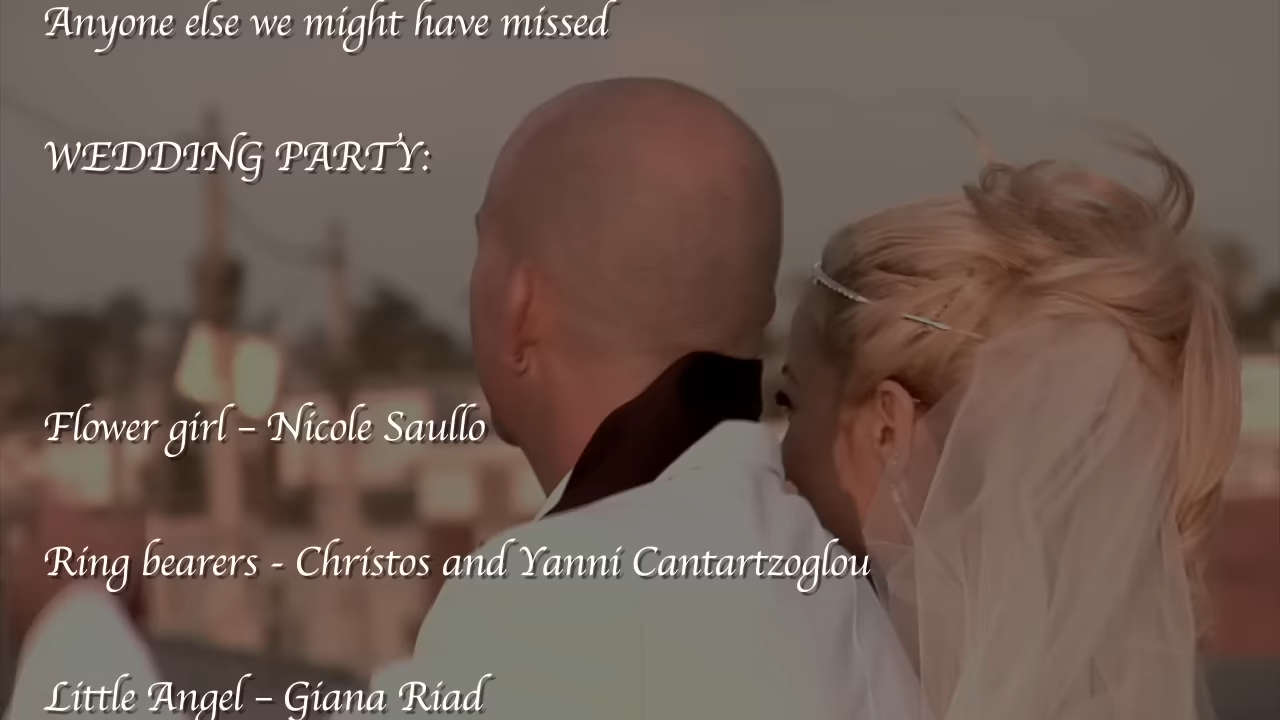 Anyone else we might have missed
WEDDING PARTY:
Flower girl – Nicole Saullo
Ring bearers - Christos and Yanni Cantartzoglou
Little Angel – Giana Riad